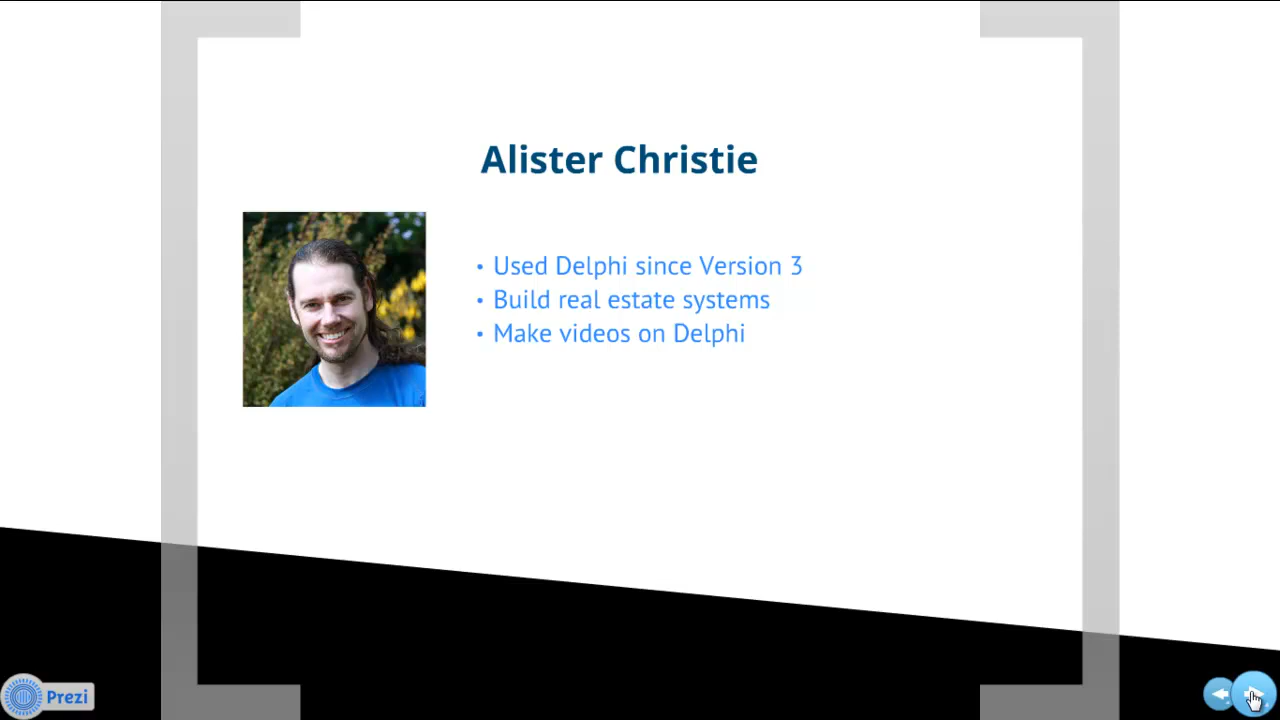 Alister Christie
• Used Delphi since Version 3
• Build real estate systems
• Make videos on Delphi
Prezi